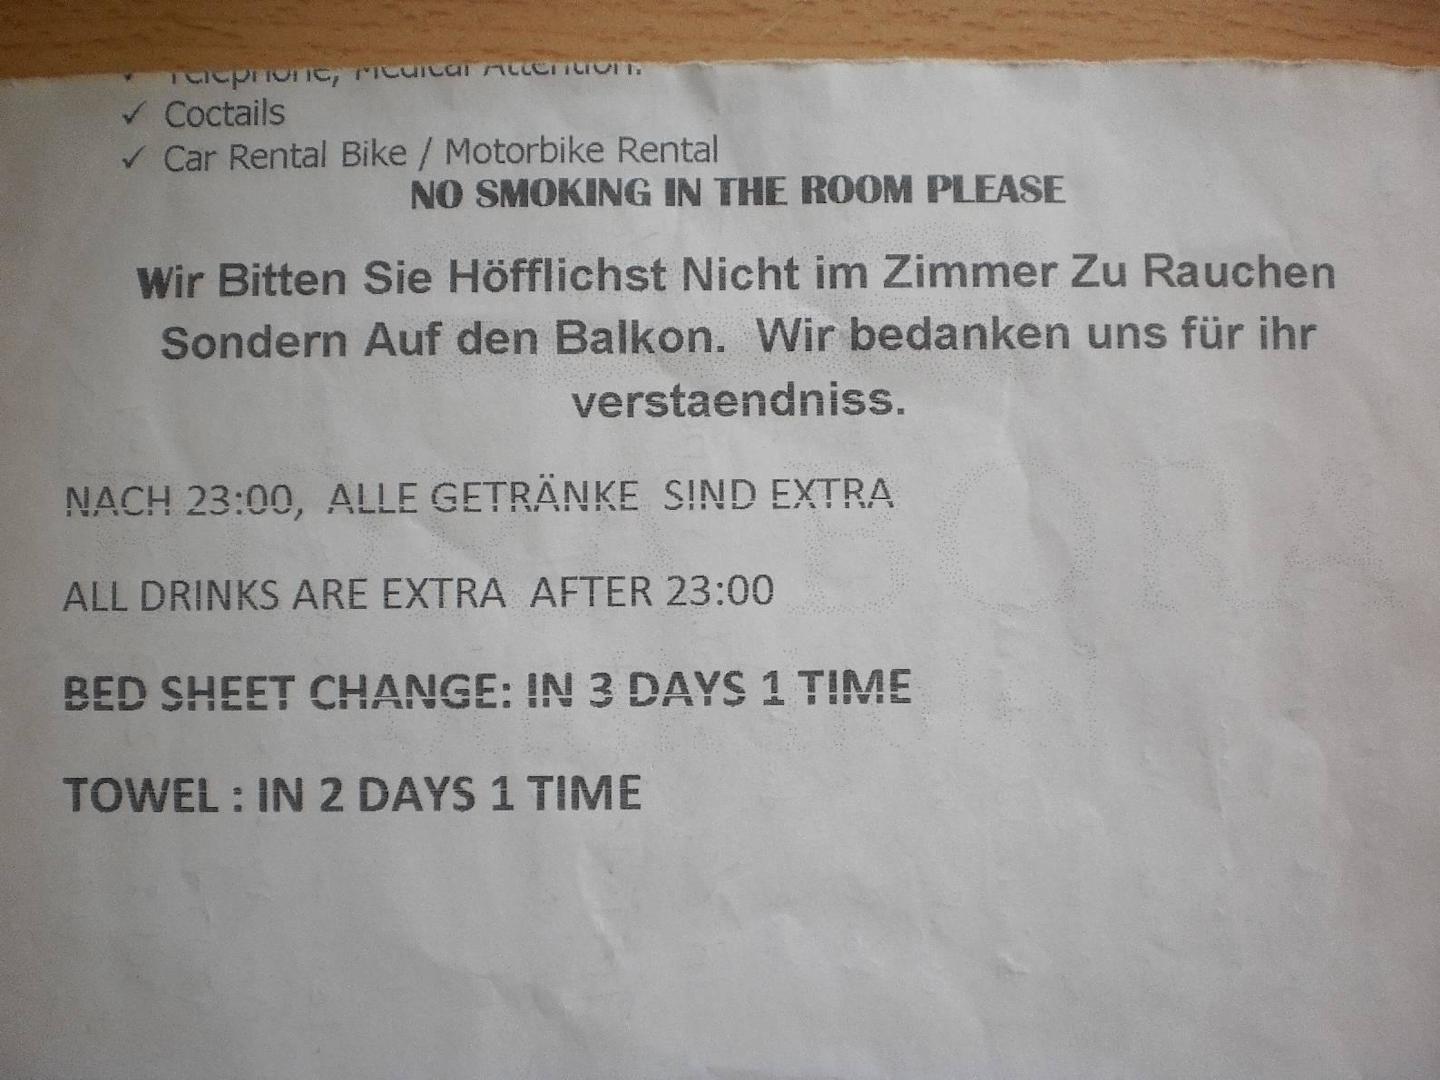 ✓ Telephone, Medical Attention.
✓ Coctails
✓ Car Rental Bike / Motorbike Rental
NO SMOKING IN THE ROOM PLEASE
Wir Bitten Sie Höfflichst Nicht im Zimmer Zu Rauchen
Sondern Auf den Balkon. Wir bedanken uns für ihr
verstaendniss.
NACH 23:00, ALLE GETRÄNKE SIND EXTRA
ALL DRINKS ARE EXTRA AFTER 23:00
BED SHEET CHANGE: IN 3 DAYS 1 TIME
TOWEL : IN 2 DAYS 1 TIME